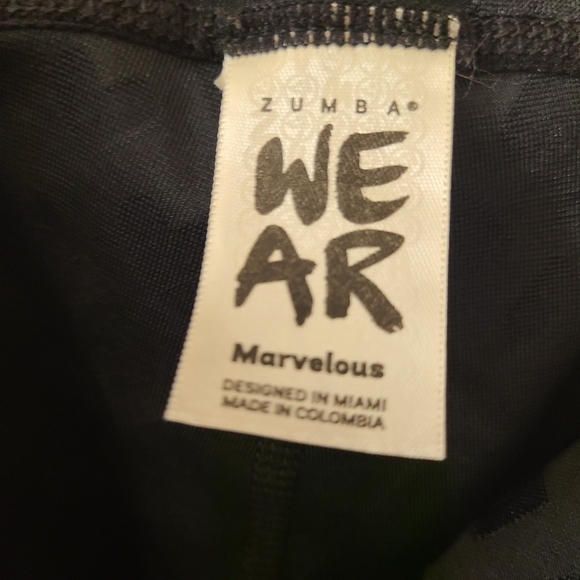 ZUMBA®
WE
AR
Marvelous
DESIGNED IN MIAMI
MADE IN COLOMBIA